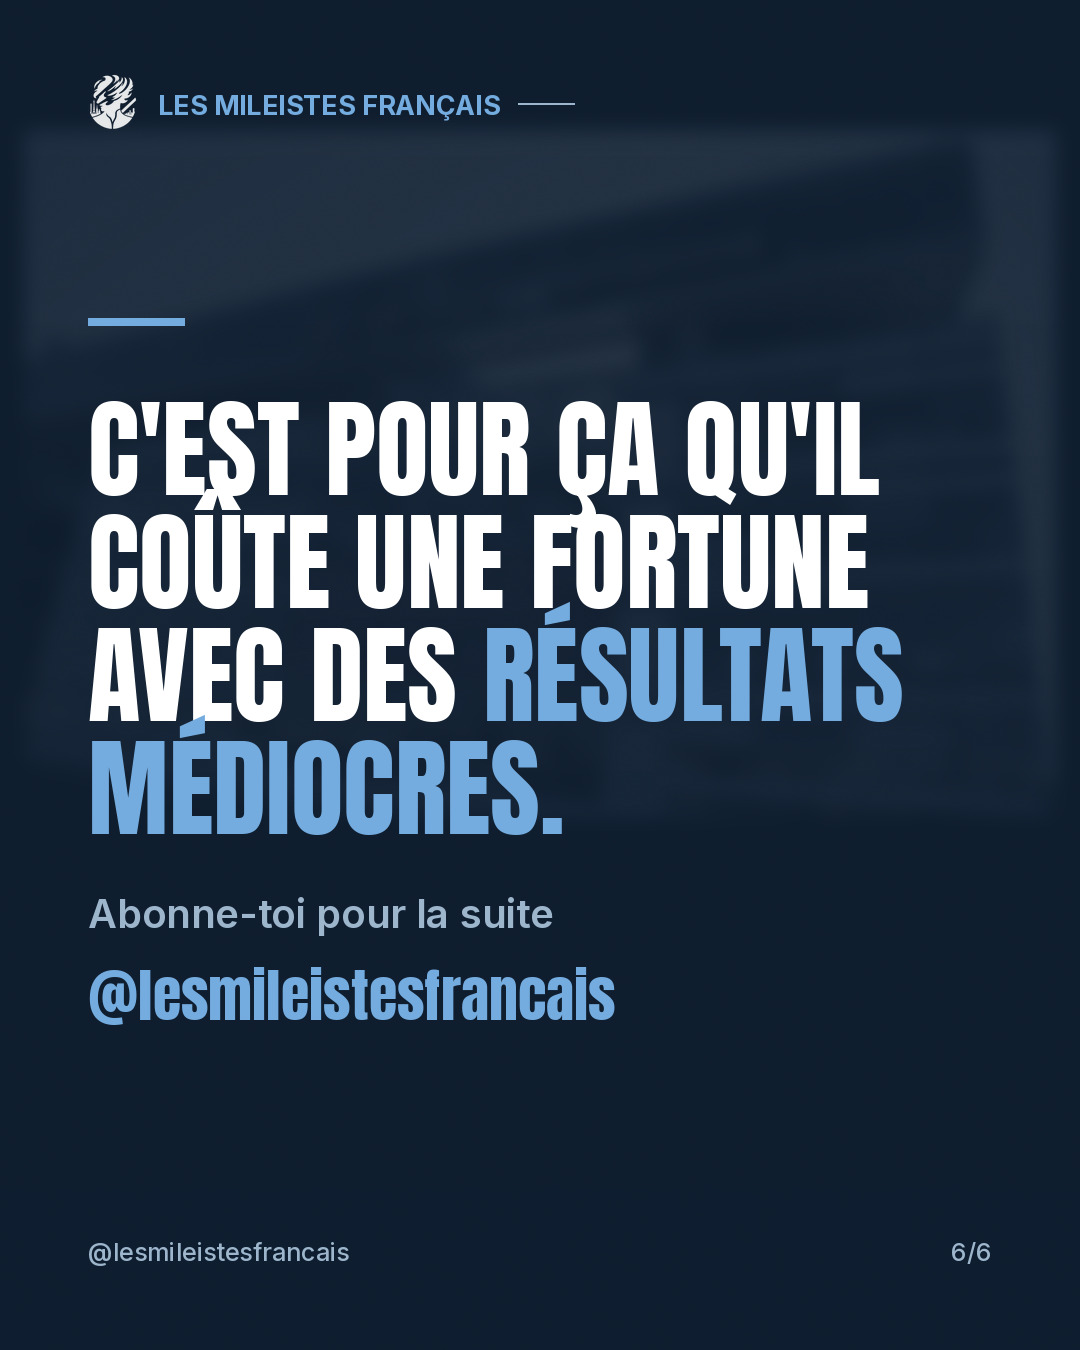 LES MILEISTES FRANÇAIS
C'EST POUR ÇA QU'IL
COÛTE UNE FORTUNE
AVEC DES RÉSULTATS
MÉDIOCRES.
Abonne-toi pour la suite
@lesmileistesfrancais
@lesmileistesfrancais
6/6